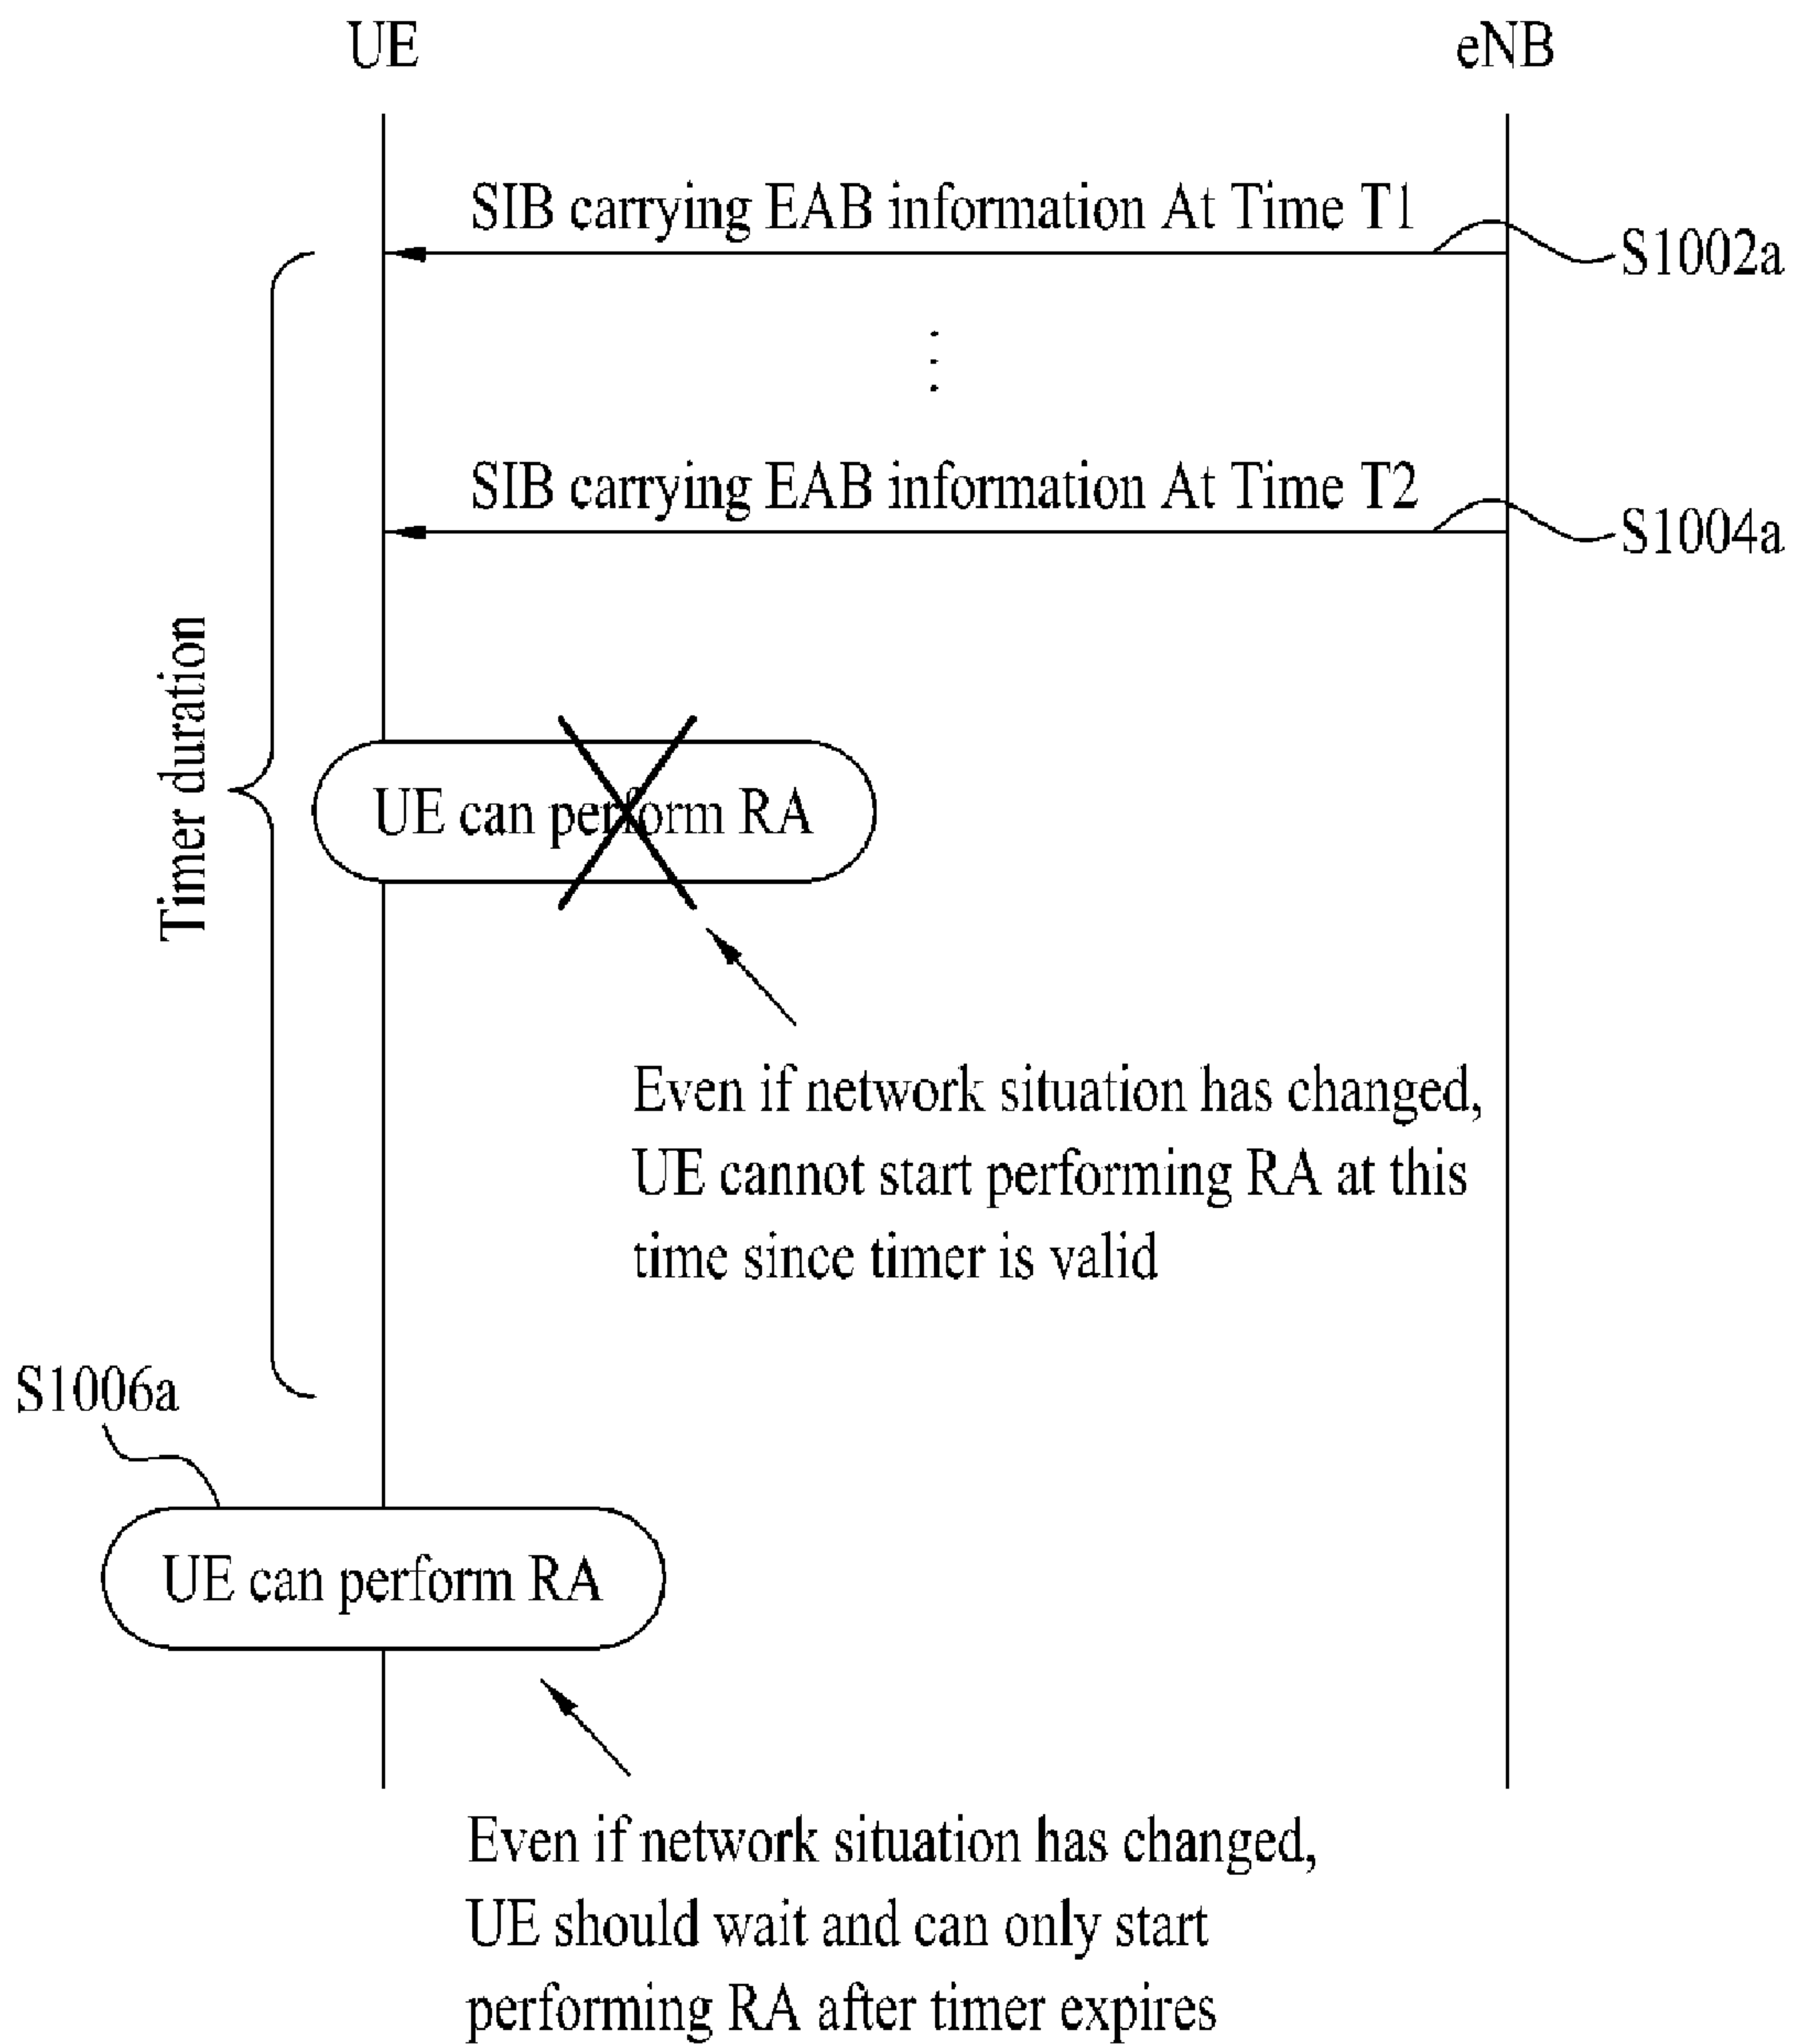 UE
eNB
SIB carrying EAB information At Time T1
S1002a
SIB carrying EAB information At Time T2
S1004a
Timer duration
UE can perform RA
Even if network situation has changed,
UE cannot start performing RA at this
time since timer is valid
S1006a
UE can perform RA
Even if network situation has changed,
UE should wait and can only start
performing RA after timer expires